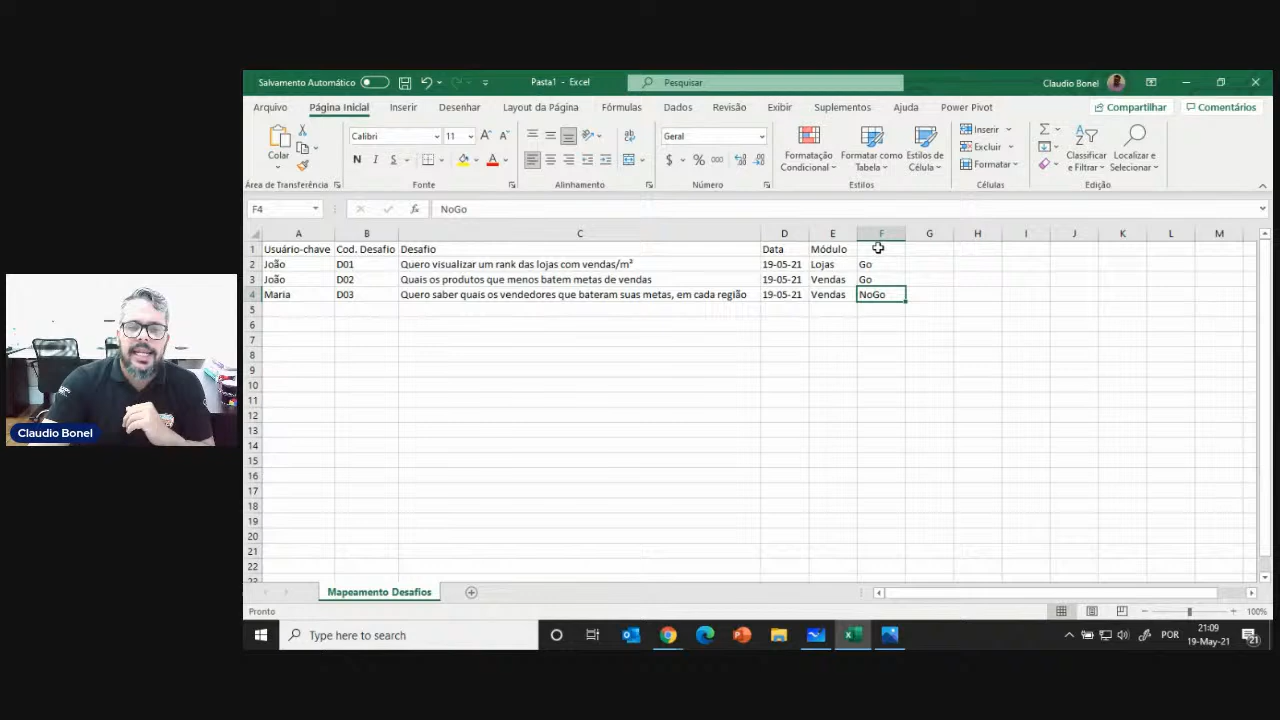 Salvamento Automático
Pasta1 - Excel
Pesquisar
Claudio Bonel
Arquivo Página Inicial Inserir Desenhar Layout da Página Fórmulas Dados Revisão Exibir Suplementos Ajuda Power Pivot Compartilhar Comentários
Colar
Calibri 11
N I S A
Geral
$ % 000
Formatação Condicional
Formatar como Tabela
Estilos de Célula
Inserir
Excluir
Formatar
Classificar e Filtrar
Localizar e Selecionar
Área de Transferência Fonte Alinhamento Número Estilos Células Edição
F4 fx NoGo
A B C D E F G H I J K L M
1 Usuário-chave Cod. Desafio Desafio Data Módulo
2 João D01 Quero visualizar um rank das lojas com vendas/m² 19-05-21 Lojas Go
3 João D02 Quais os produtos que menos batem metas de vendas 19-05-21 Vendas Go
4 Maria D03 Quero saber quais os vendedores que bateram suas metas, em cada região 19-05-21 Vendas NoGo
5
6
7
8
9
10
11
12
13
14
15
16
17
18
19
20
21
22
23
Claudio Bonel
Mapeamento Desafios
Pronto
100%
Type here to search
POR
21:09
19-May-21
21